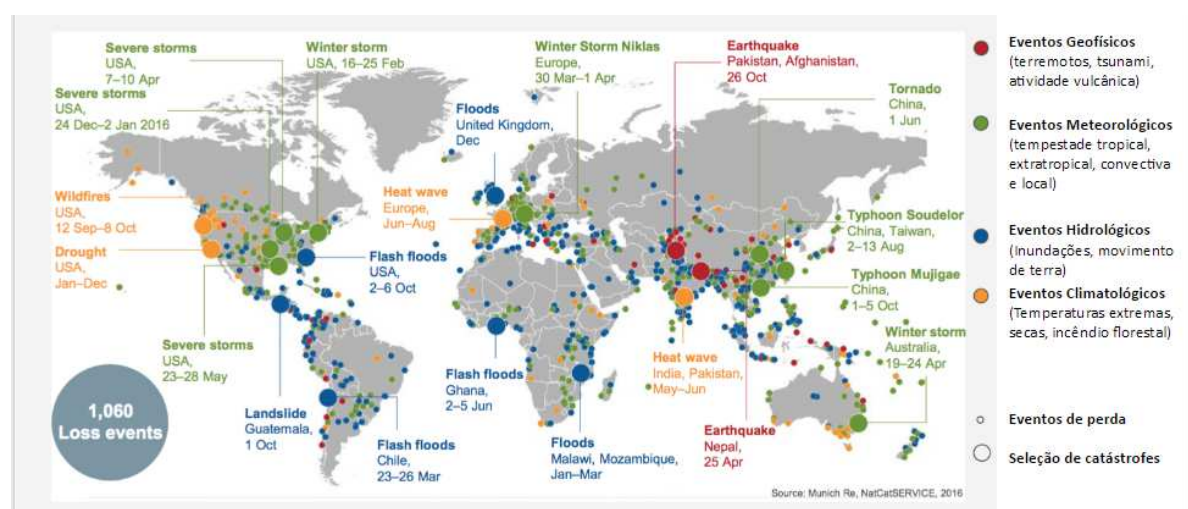 Severe storms
USA,
7–10 Apr
Winter storm
USA, 16–25 Feb
Winter Storm Niklas
Europe,
30 Mar–1 Apr
Earthquake
Pakistan, Afghanistan,
26 Oct
Tornado
China,
1 Jun
Severe storms
USA,
24 Dec–2 Jan 2016
Floods
United Kingdom,
Dec
Wildfires
USA,
12 Sep–8 Oct
Heat wave
Europe,
Jun–Aug
Typhoon Soudelor
China, Taiwan,
2–13 Aug
Drought
USA,
Jan–Dec
Flash floods
USA,
2–6 Oct
Typhoon Mujigae
China,
1–5 Oct
Severe storms
USA,
23–28 May
Winter storm
Australia,
19–24 Apr
Heat wave
India, Pakistan,
May–Jun
Flash floods
Ghana,
2–5 Jun
1,060
Loss events
Landslide
Guatemala,
1 Oct
Flash floods
Chile,
23–26 Mar
Floods
Malawi, Mozambique,
Jan–Mar
Earthquake
Nepal,
25 Apr
Source: Munich Re, NatCatSERVICE, 2016
Eventos Geofísicos
(terremotos, tsunami,
atividade vulcânica)
Eventos Meteorológicos
(tempestade tropical,
extratropical, convectiva
e local)
Eventos Hidrológicos
(Inundações, movimento
de terra)
Eventos Climatológicos
(Temperaturas extremas,
secas, incêndio florestal)
Eventos de perda
Seleção de catástrofes